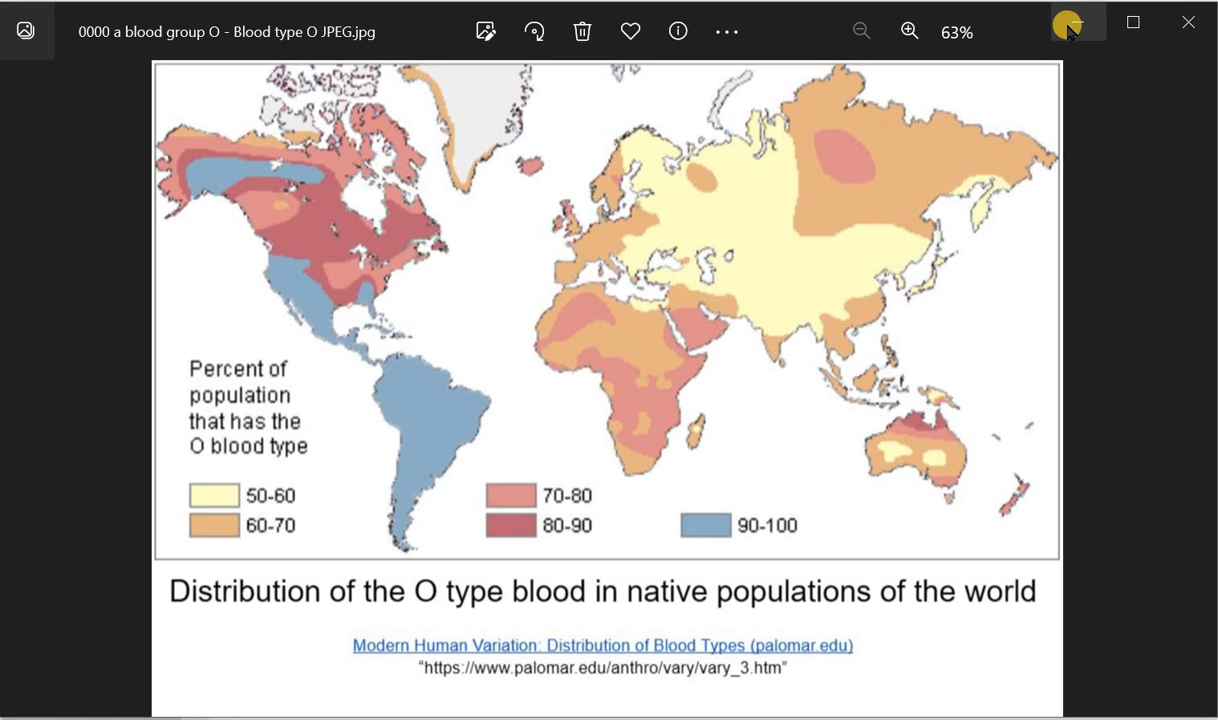 0000 a blood group O - Blood type O JPEG.jpg
63%
Percent of
population
that has the
O blood type
50-60
60-70
70-80
80-90
90-100
Distribution of the O type blood in native populations of the world
Modern Human Variation: Distribution of Blood Types (palomar.edu)
“https://www.palomar.edu/anthro/vary/vary_3.htm”